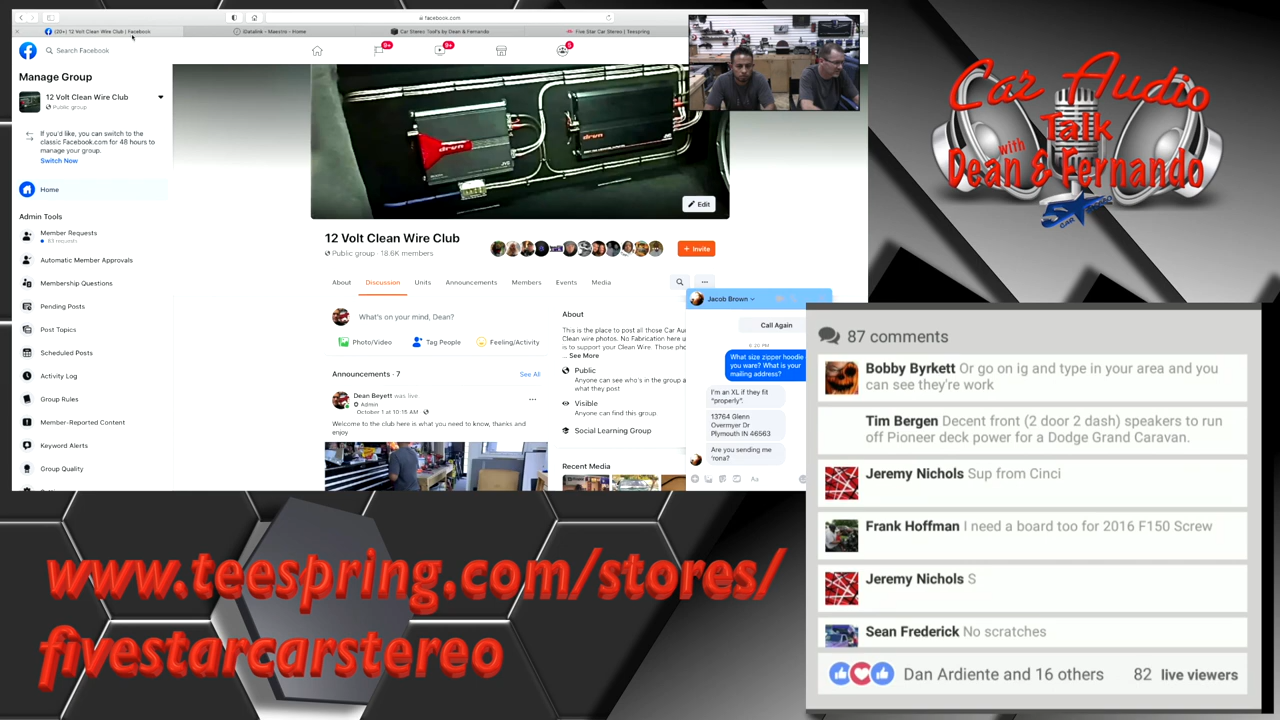 facebook.com
(20+) 12 Volt Clean Wire Club | Facebook
iDatalink - Maestro - Home
Car Stereo Tool's by Dean & Fernando
Five Star Car Stereo | Teespring
Search Facebook
9+
9+
5
Manage Group
12 Volt Clean Wire Club
Public group
If you'd like, you can switch to the
classic Facebook.com for 48 hours to
manage your group.
Switch Now
Home
Admin Tools
Member Requests
Automatic Member Approvals
Membership Questions
Pending Posts
Post Topics
Scheduled Posts
Activity Log
Group Rules
Member-Reported Content
Keyword Alerts
Group Quality
drvn
drvn
Edit
12 Volt Clean Wire Club
Public group · 18.6K members
+ Invite
About
Discussion
Units
Announcements
Members
Events
Media
What's on your mind, Dean?
Photo/Video
Tag People
Feeling/Activity
Announcements · 7
See All
Dean Beyett was live
Admin
October 1 at 10:15 AM
Welcome to the club here is what you need to know, thanks and
enjoy
About
This is the place to post all those Car Au
Clean wire photos. No Fabrication here u
is to support your Clean Wire. Those pho
... See More
Public
Anyone can see who's in the group a
what they post
Visible
Anyone can find this group.
Social Learning Group
Recent Media
Jacob Brown
Call Again
What size zipper hoodie
you ware? What is your
mailing address?
I'm an XL if they fit
"properly".
13764 Glenn
Overmyer Dr
Plymouth IN 46563
Are you sending me
'rona?
Aa
Car Audio
Talk
with
Dean & Fernando
87 comments
Bobby Byrkett Or go on ig and type in your area and you
can see they're work
Tim Bergen Docentfront (2 door 2 dash) speakers to run
off Pioneer deck power for Dodge Grand Caravan.
Jeremy Nichols Sup from Cinci
Frank Hoffman I need a board too for 2016 F150 Screw
Jeremy Nichols S
Sean Frederick No scratches
Dan Ardiente and 16 others
82 live viewers
www.teespring.com/stores/
fivestarcarstereo